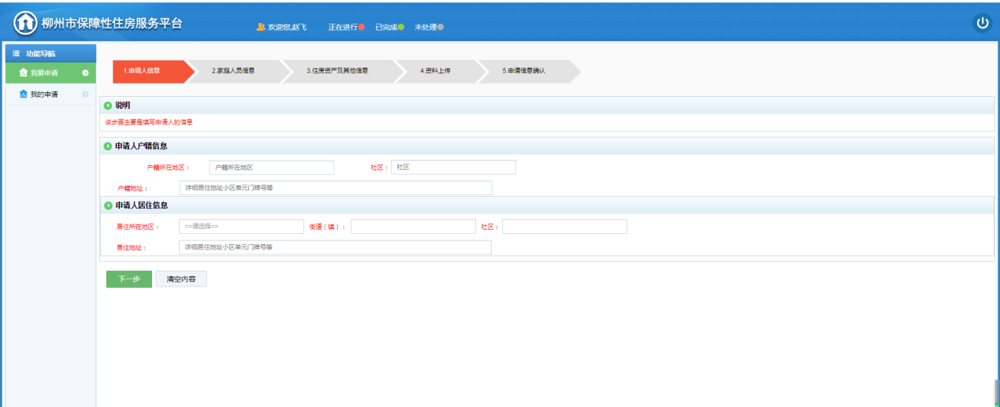 柳州市保障性住房服务平台
欢迎您,赵飞 正在进行 已完成 未处理
功能导航
我要申请
我的申请
1.申请人信息 2.家庭人员信息 3.住房资产及其他信息 4.资料上传 5.申请信息确认
说明
该步骤主要是填写申请人的信息
申请人户籍信息
户籍所在地区： 户籍所在地区 社区： 社区
户籍地址： 详细居住地址小区单元门牌号等
申请人居住信息
居住所在地区： ==请选择== 街道（镇）： 社区：
居住地址： 详细居住地址小区单元门牌号等
下一步 清空内容